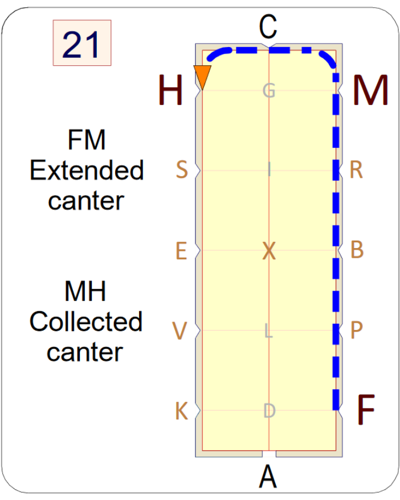 21
C
H G M
FM
Extended
canter
S I R
E X B
MH
Collected
canter
V L P
K D F
A